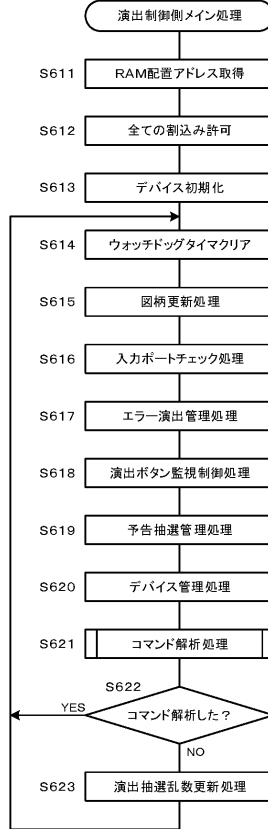 演出制御側メイン処理
S611 RAM配置アドレス取得
S612 全ての割込み許可
S613 デバイス初期化
S614 ウォッチドッグタイマクリア
S615 図柄更新処理
S616 入力ポートチェック処理
S617 エラー演出管理処理
S618 演出ボタン監視制御処理
S619 予告抽選管理処理
S620 デバイス管理処理
S621 コマンド解析処理
S622
YES コマンド解析した？
NO
S623 演出抽選乱数更新処理